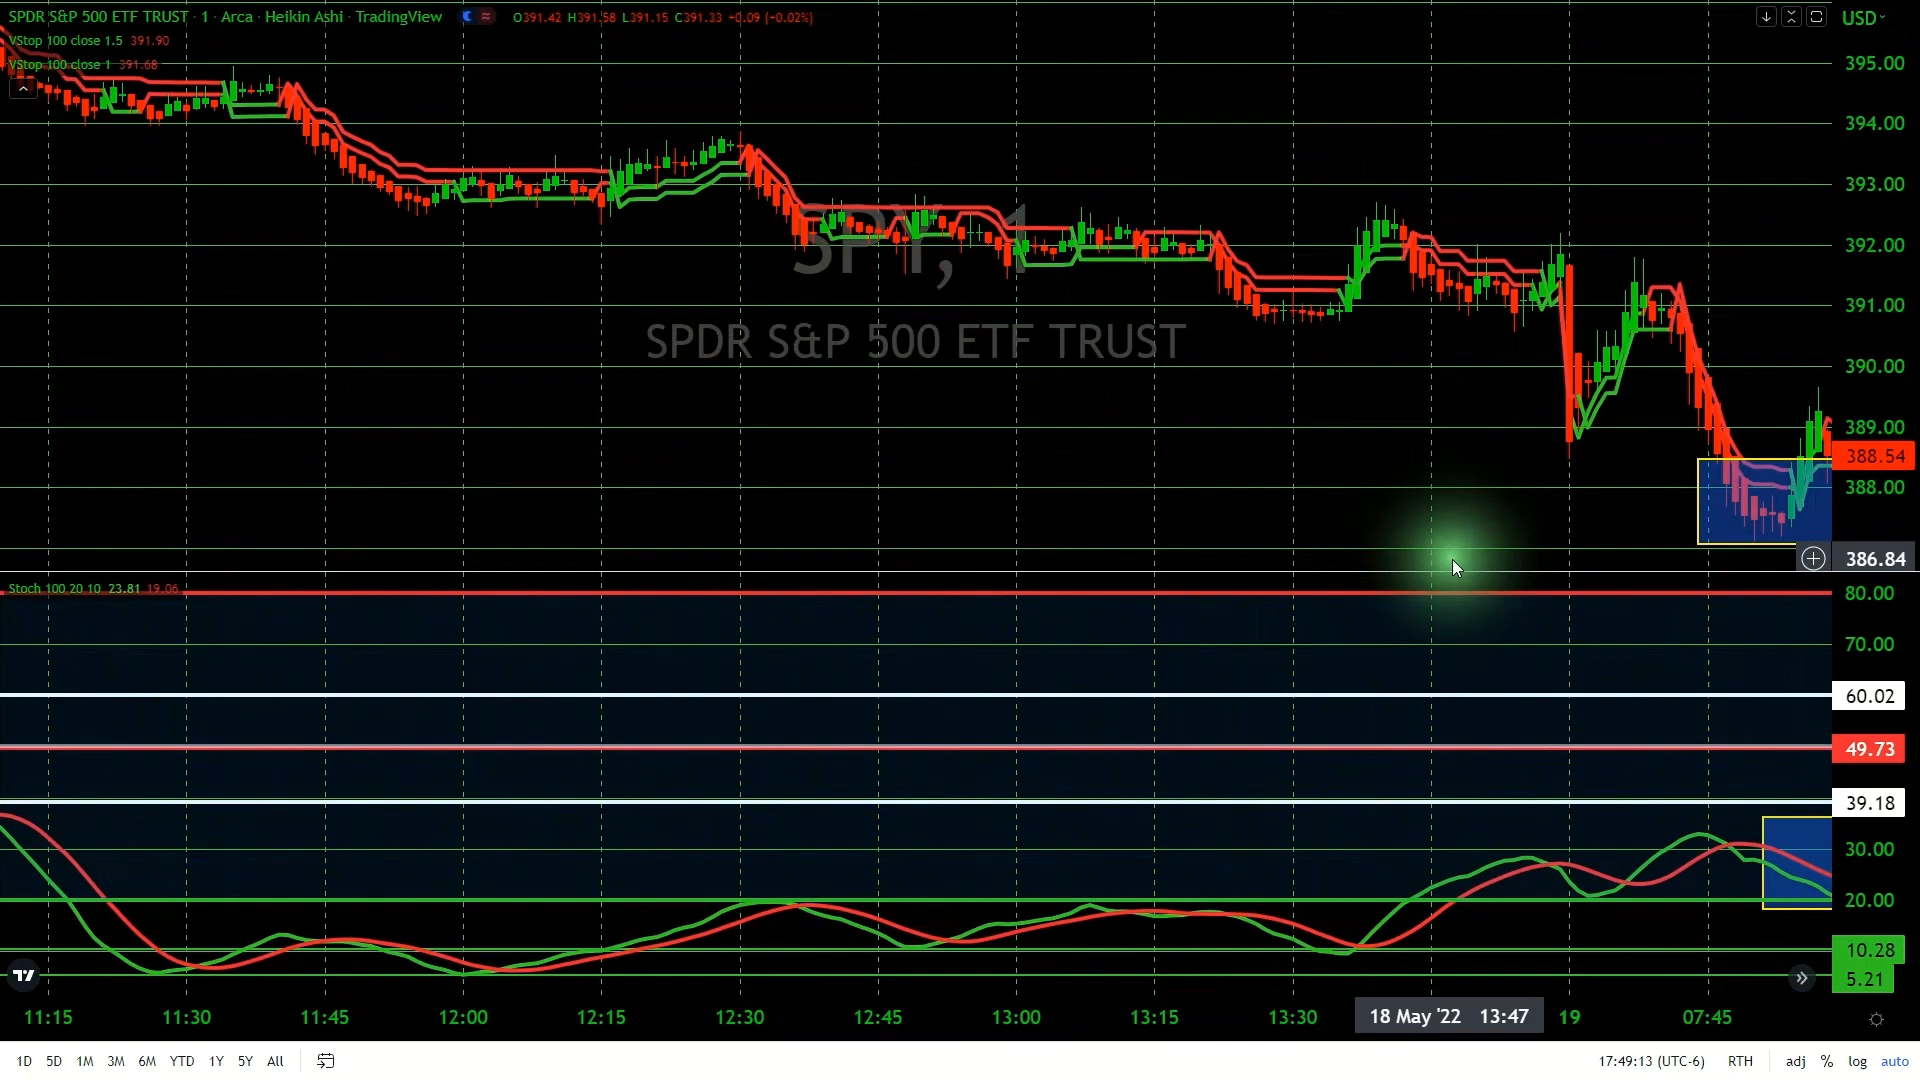 SPDR S&P 500 ETF TRUST · 1 · Arca · Heikin Ashi · TradingView O391.42 H391.58 L391.15 C391.33 +0.09 (+0.02%) USD
VStop 100 close 1.5 391.90
VStop 100 close 1 391.68
395.00
394.00
393.00
392.00
391.00
390.00
389.00
388.54
388.00
386.84
SPY, 1
SPDR S&P 500 ETF TRUST
Stoch 100 20 10 23.81 19.06
80.00
70.00
60.02
49.73
39.18
30.00
20.00
10.28
5.21
11:15 11:30 11:45 12:00 12:15 12:30 12:45 13:00 13:15 13:30 18 May '22 13:47 19 07:45
1D 5D 1M 3M 6M YTD 1Y 5Y All 17:49:13 (UTC-6) RTH adj % log auto